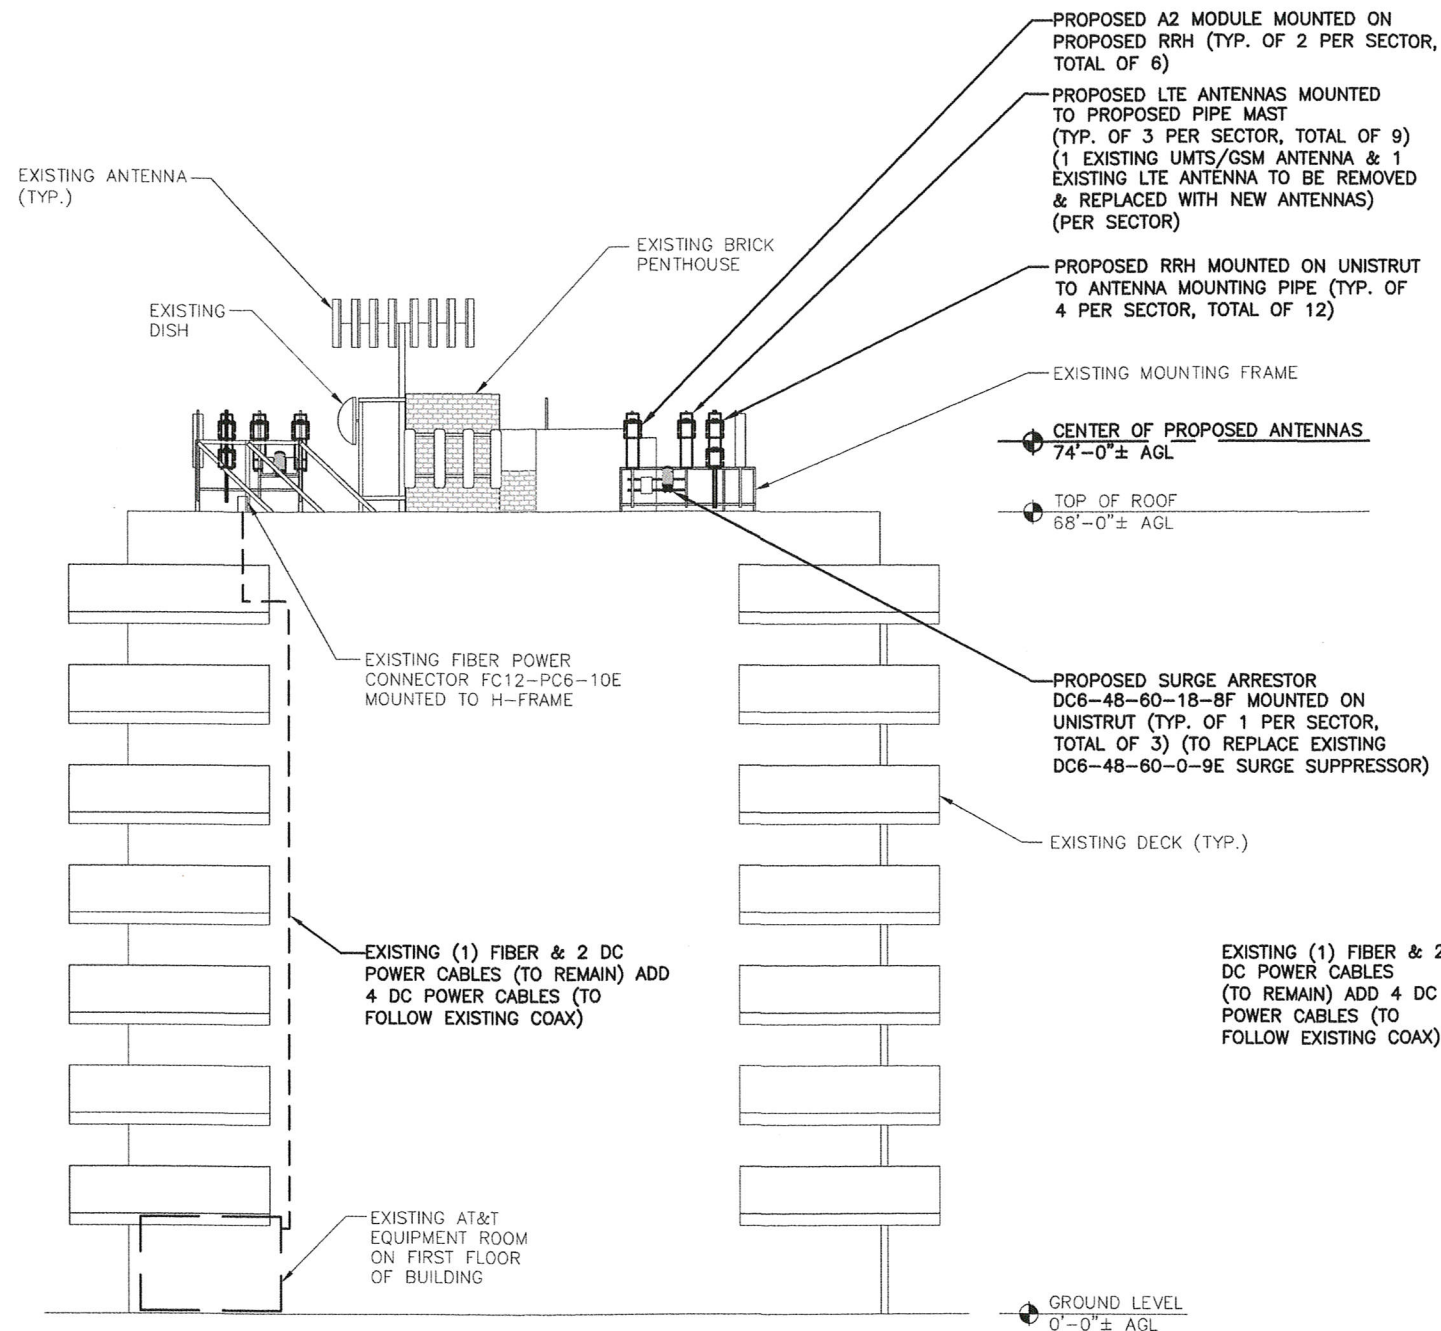 PROPOSED A2 MODULE MOUNTED ON
PROPOSED RRH (TYP. OF 2 PER SECTOR,
TOTAL OF 6)
PROPOSED LTE ANTENNAS MOUNTED
TO PROPOSED PIPE MAST
(TYP. OF 3 PER SECTOR, TOTAL OF 9)
(1 EXISTING UMTS/GSM ANTENNA & 1
EXISTING LTE ANTENNA TO BE REMOVED
& REPLACED WITH NEW ANTENNAS)
(PER SECTOR)
EXISTING ANTENNA
(TYP.)
EXISTING BRICK
PENTHOUSE
EXISTING
DISH
PROPOSED RRH MOUNTED ON UNISTRUT
TO ANTENNA MOUNTING PIPE (TYP. OF
4 PER SECTOR, TOTAL OF 12)
EXISTING MOUNTING FRAME
CENTER OF PROPOSED ANTENNAS
74'-0"± AGL
TOP OF ROOF
68'-0"± AGL
EXISTING FIBER POWER
CONNECTOR FC12-PC6-10E
MOUNTED TO H-FRAME
PROPOSED SURGE ARRESTOR
DC6-48-60-18-8F MOUNTED ON
UNISTRUT (TYP. OF 1 PER SECTOR,
TOTAL OF 3) (TO REPLACE EXISTING
DC6-48-60-0-9E SURGE SUPPRESSOR)
EXISTING DECK (TYP.)
EXISTING (1) FIBER & 2 DC
POWER CABLES (TO REMAIN) ADD
4 DC POWER CABLES (TO
FOLLOW EXISTING COAX)
EXISTING (1) FIBER & 2
DC POWER CABLES
(TO REMAIN) ADD 4 DC
POWER CABLES (TO
FOLLOW EXISTING COAX)
EXISTING AT&T
EQUIPMENT ROOM
ON FIRST FLOOR
OF BUILDING
GROUND LEVEL
0'-0"± AGL